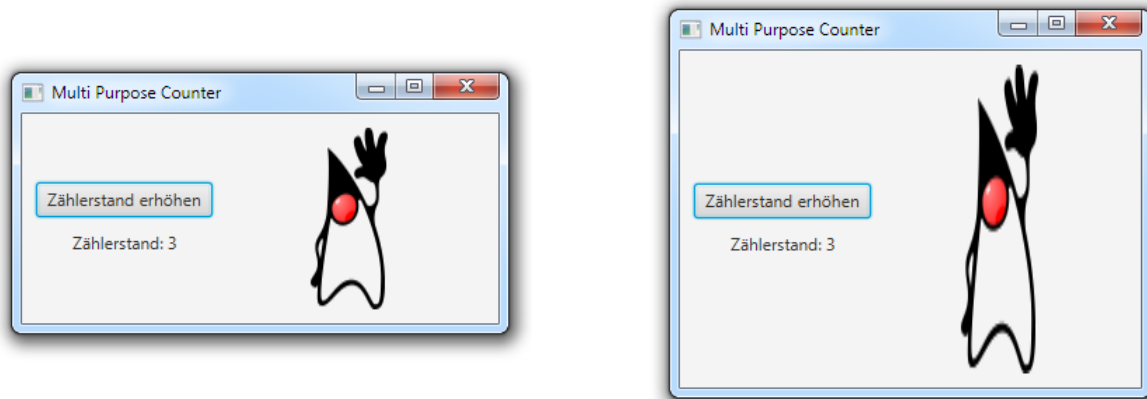 Multi Purpose Counter
Zählerstand erhöhen
Zählerstand: 3
Multi Purpose Counter
Zählerstand erhöhen
Zählerstand: 3